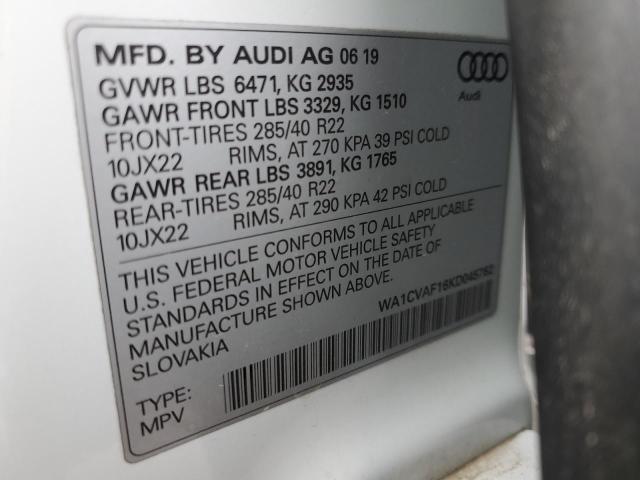 MFD. BY AUDI AG 06 19
Audi
GVWR LBS 6471, KG 2935
GAWR FRONT LBS 3329, KG 1510
FRONT-TIRES 285/40 R22
10JX22 RIMS, AT 270 KPA 39 PSI COLD
GAWR REAR LBS 3891, KG 1765
REAR-TIRES 285/40 R22
10JX22 RIMS, AT 290 KPA 42 PSI COLD
THIS VEHICLE CONFORMS TO ALL APPLICABLE
U.S. FEDERAL MOTOR VEHICLE SAFETY
STANDARDS IN EFFECT ON THE DATE OF
MANUFACTURE SHOWN ABOVE.
SLOVAKIA
WA1CVAF16KD045762
TYPE:
MPV